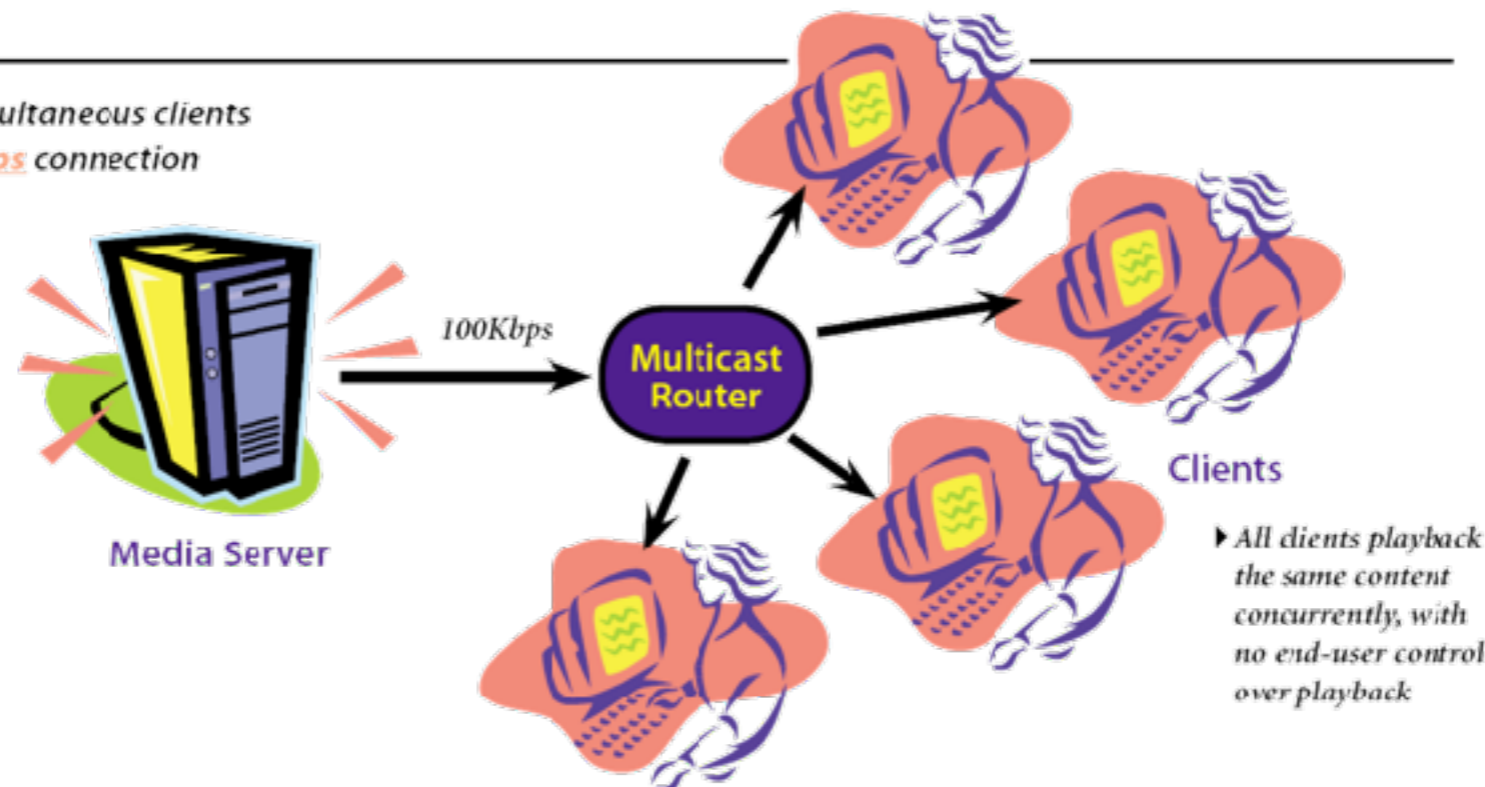 ultaneous clients
ps connection
100Kbps
Multicast
Router
Media Server
Clients
All clients playback
the same content
concurrently, with
no end-user control
over playback